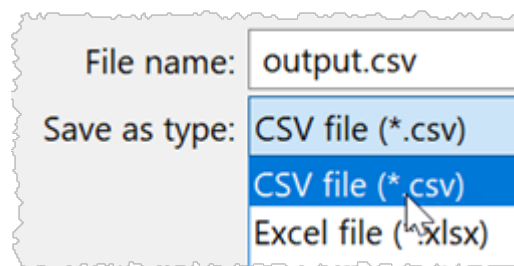 File name: output.csv
Save as type: CSV file (*.csv)
CSV file (*.csv)
Excel file (*.xlsx)